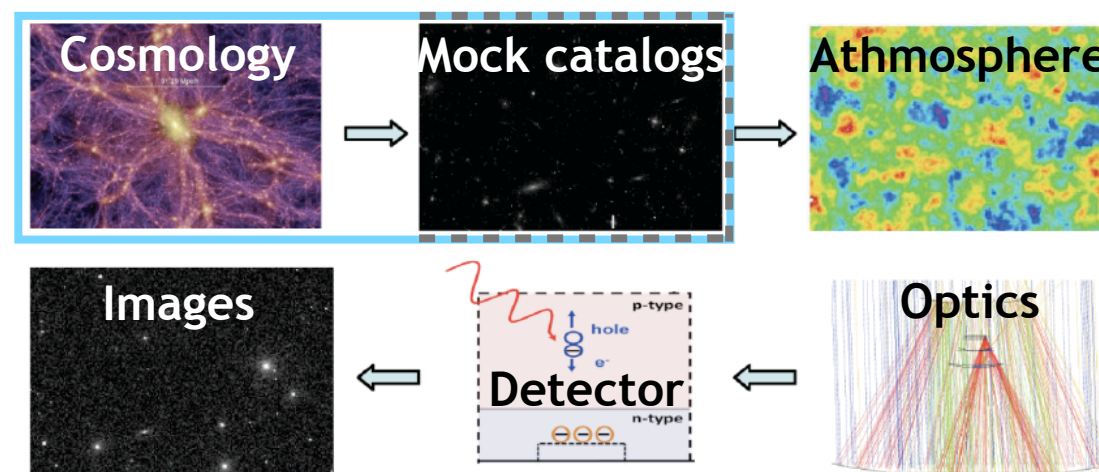 Cosmology
Mock catalogs
Athmosphere
Images
p-type
hole
e-
Detector
n-type
Optics